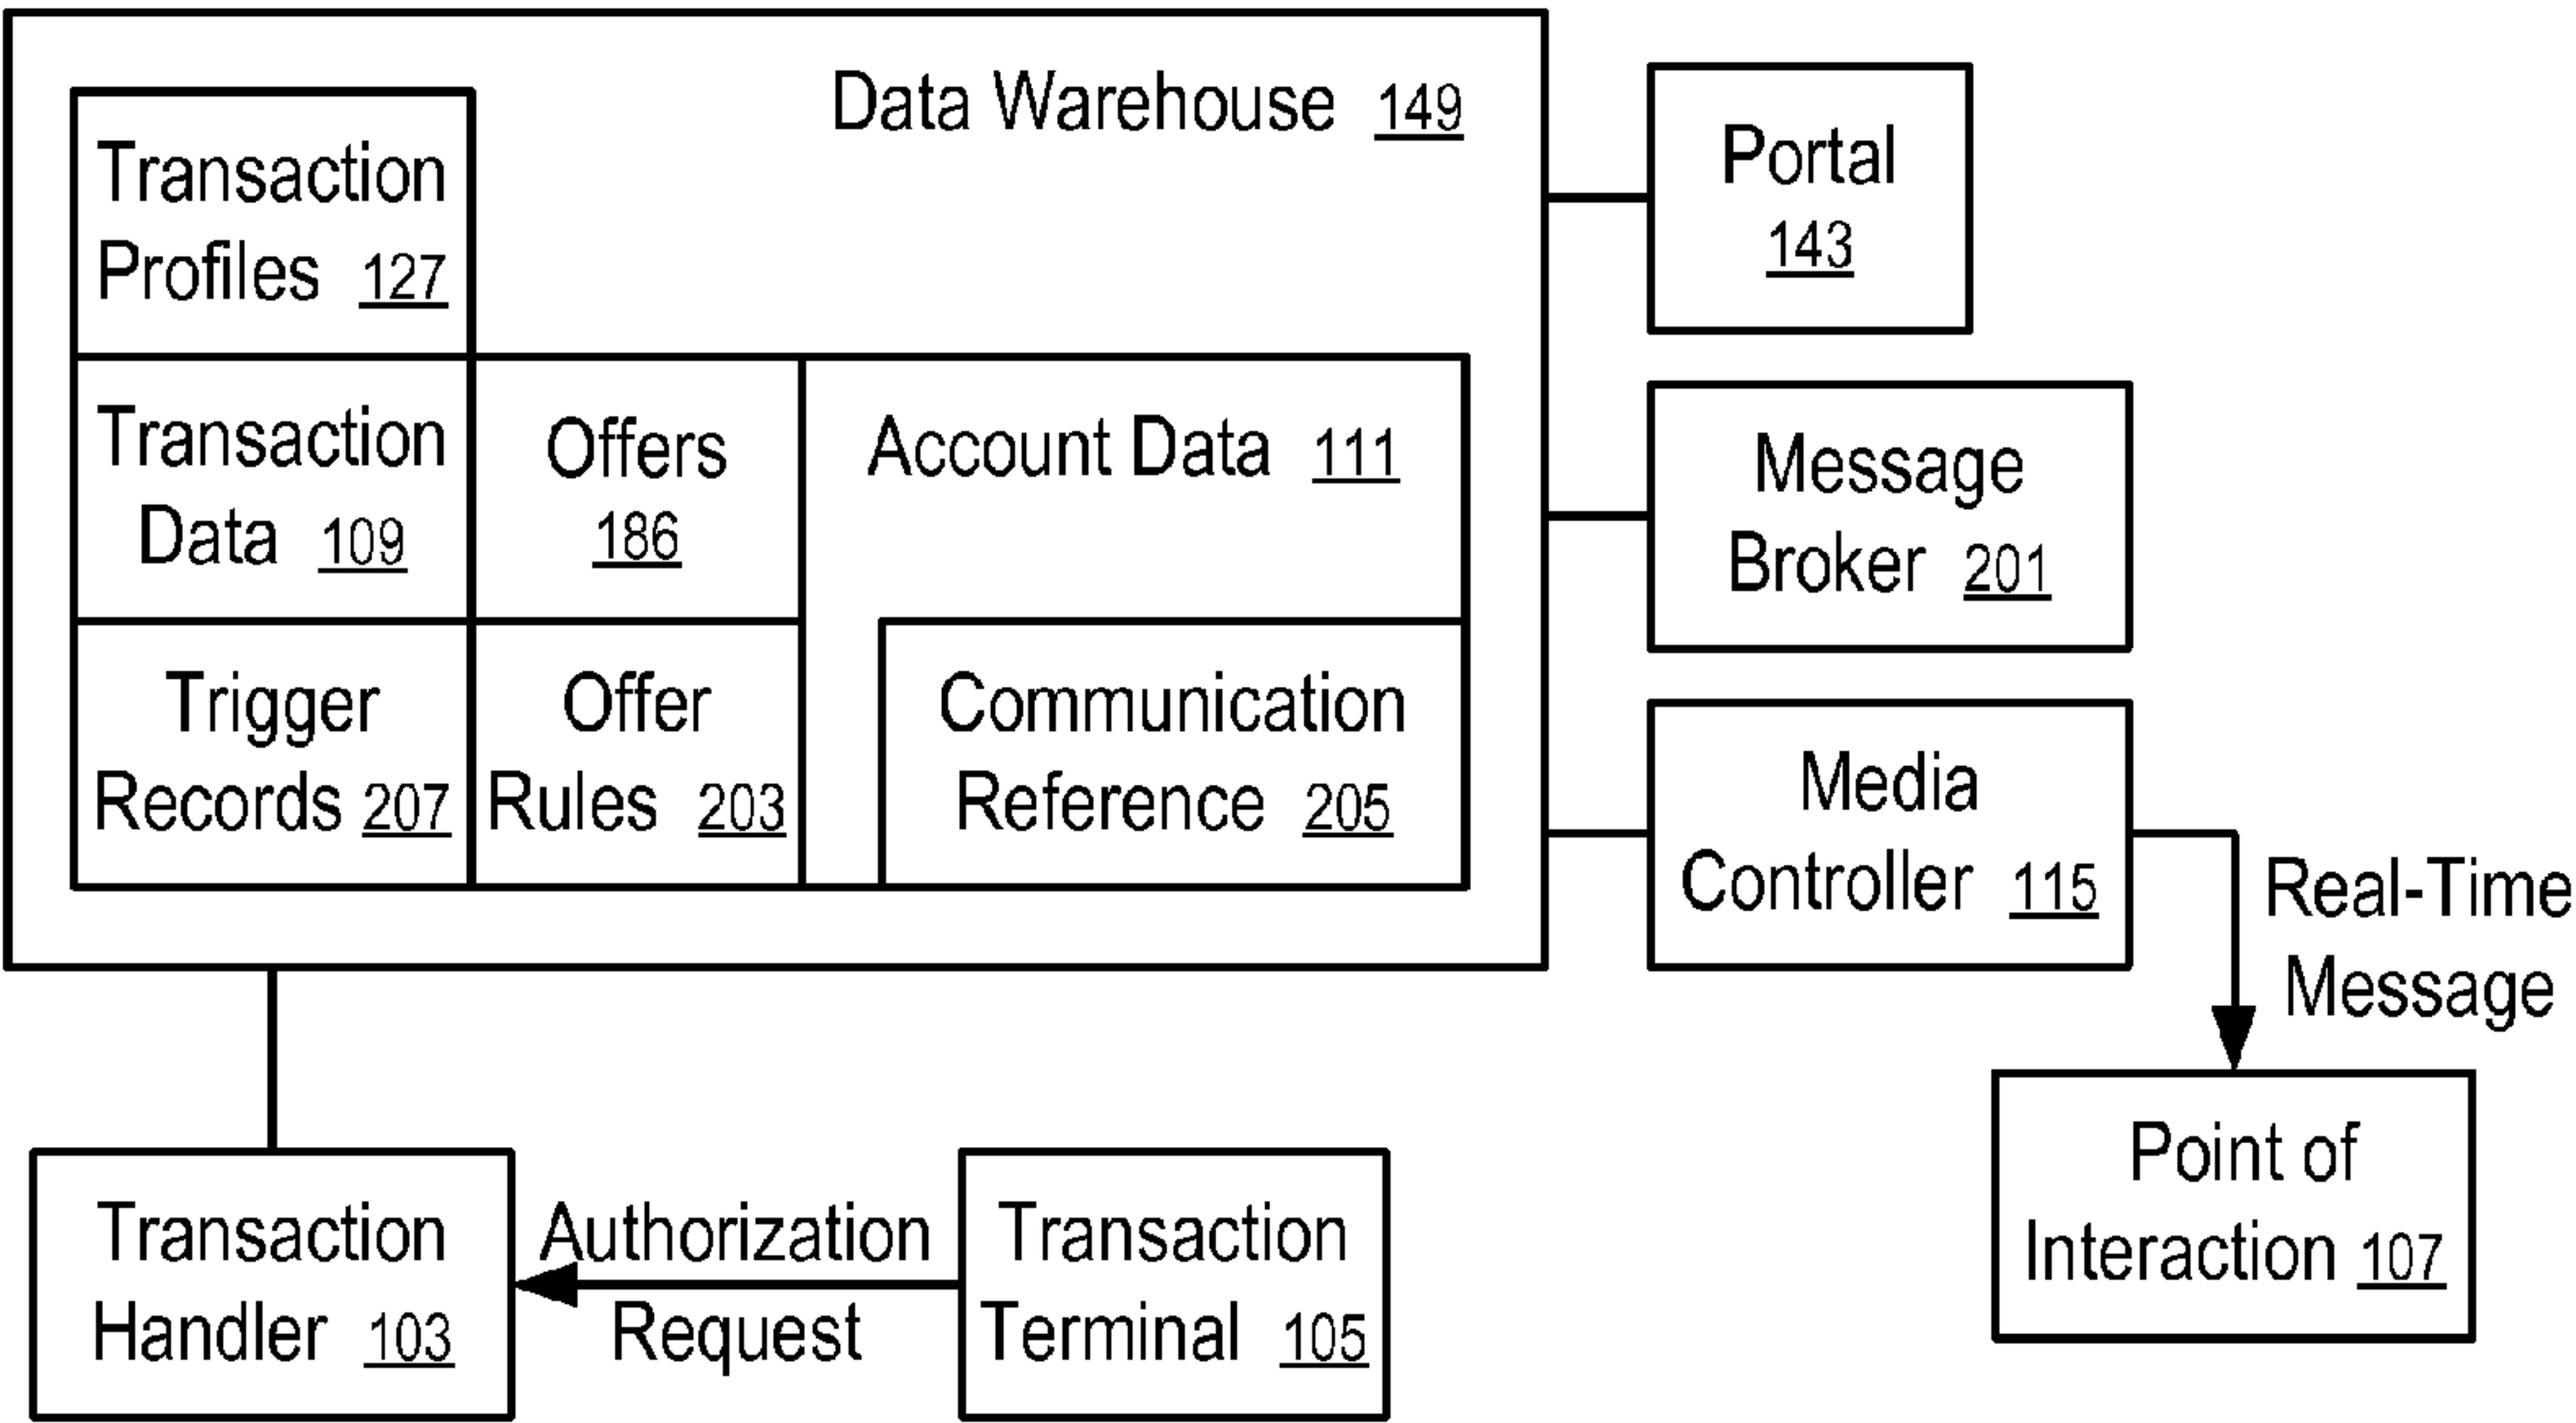 Data Warehouse 149
Transaction
Profiles 127
Transaction
Data 109
Offers
186
Account Data 111
Trigger
Records 207
Offer
Rules 203
Communication
Reference 205
Portal
143
Message
Broker 201
Media
Controller 115
Real-Time
Message
Point of
Interaction 107
Transaction
Handler 103
Authorization
Request
Transaction
Terminal 105